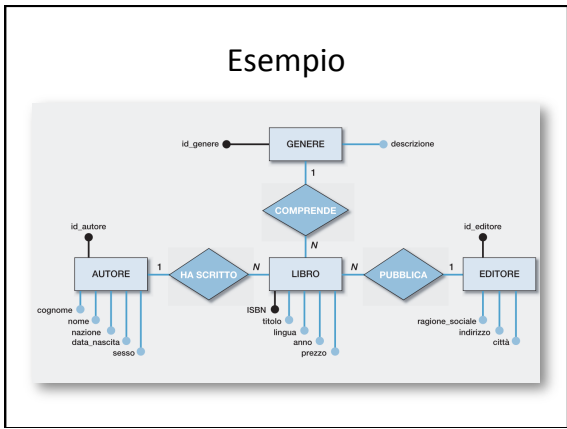 Esempio
id_genere
GENERE
descrizione
1
COMPRENDE
N
id_autore
id_editore
AUTORE
1
HA SCRITTO
N
LIBRO
N
PUBBLICA
1
EDITORE
cognome
nome
nazione
data_nascita
sesso
ISBN
titolo
lingua
anno
prezzo
ragione_sociale
indirizzo
città